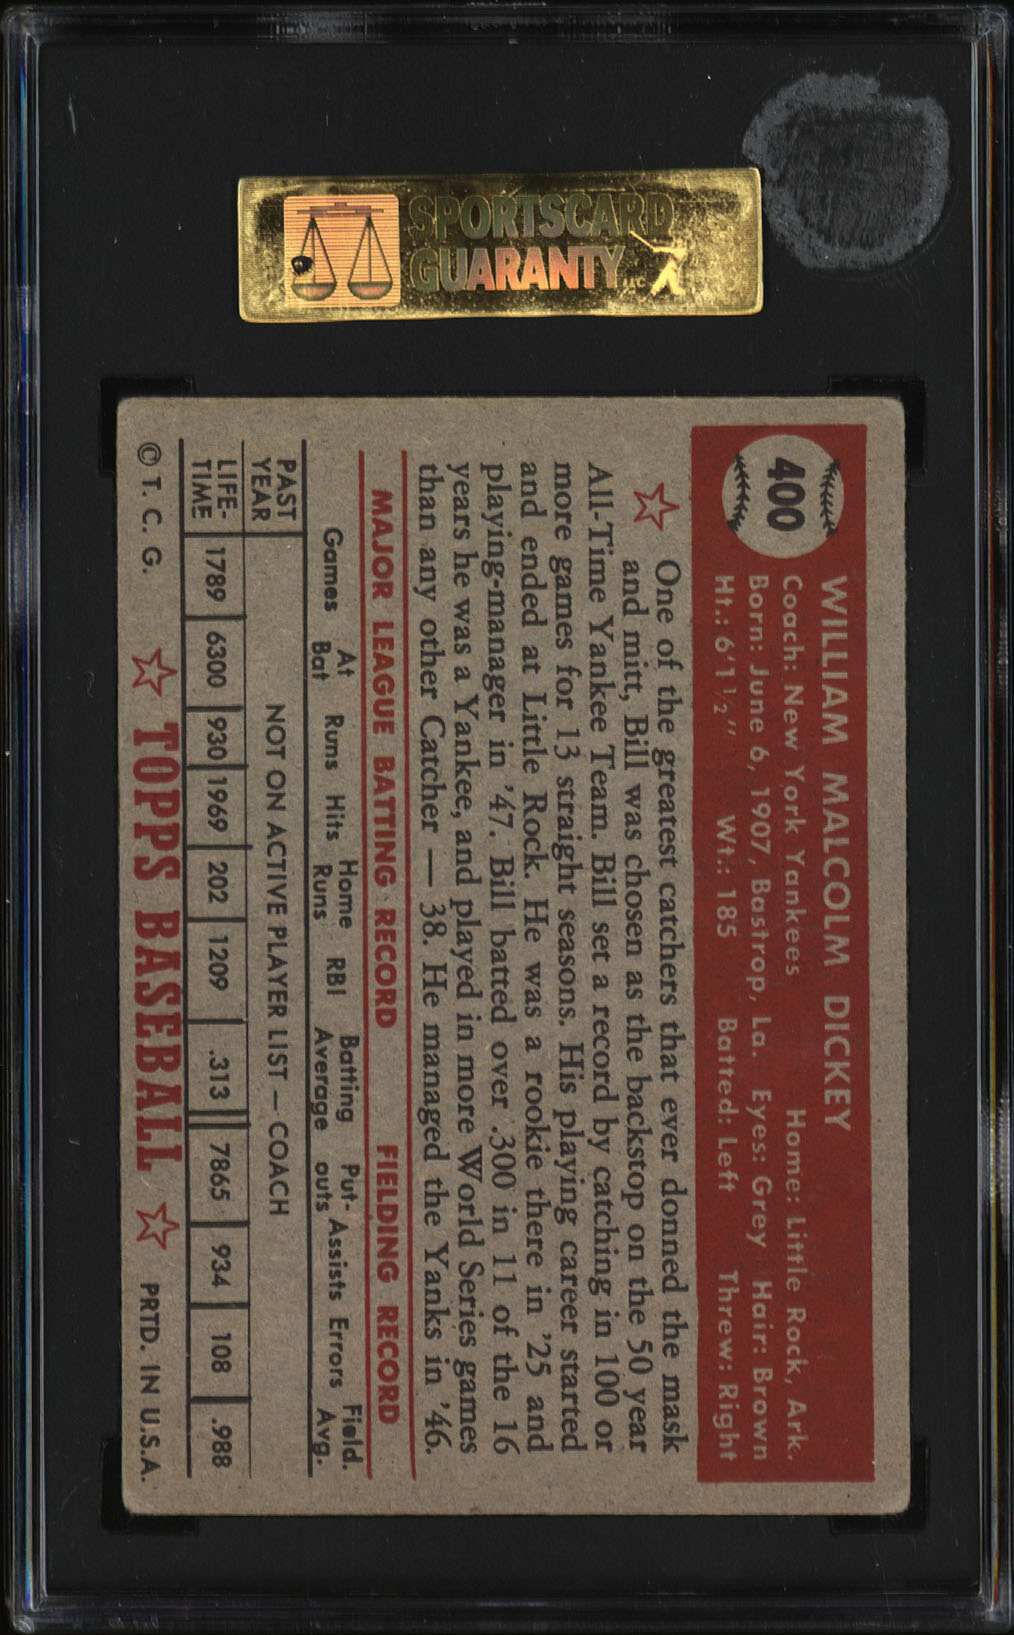 SPORTSCARD
GUARANTY LLC
400
WILLIAM MALCOLM DICKEY
Coach: New York Yankees Home: Little Rock, Ark.
Born: June 6, 1907, Bastrop, La. Eyes: Grey Hair: Brown
Ht.: 6'1½" Wt.: 185 Batted: Left Threw: Right
One of the greatest catchers that ever donned the mask
and mitt, Bill was chosen as the backstop on the 50 year
All-Time Yankee Team. Bill set a record by catching in 100 or
more games for 13 straight seasons. His playing career started
and ended at Little Rock. He was a rookie there in '25 and
playing-manager in '47. Bill batted over .300 in 11 of the 16
years he was a Yankee, and played in more World Series games
than any other Catcher — 38. He managed the Yanks in '46.
MAJOR LEAGUE BATTING RECORD FIELDING RECORD
Games At Bat Runs Hits Home Runs RBI Batting Average Put-outs Assists Errors Field. Avg.
PAST YEAR NOT ON ACTIVE PLAYER LIST — COACH
LIFE-TIME 1789 6300 930 1969 202 1209 .313 7865 934 108 .988
© T. C. G. TOPPS BASEBALL PRTD. IN U.S.A.